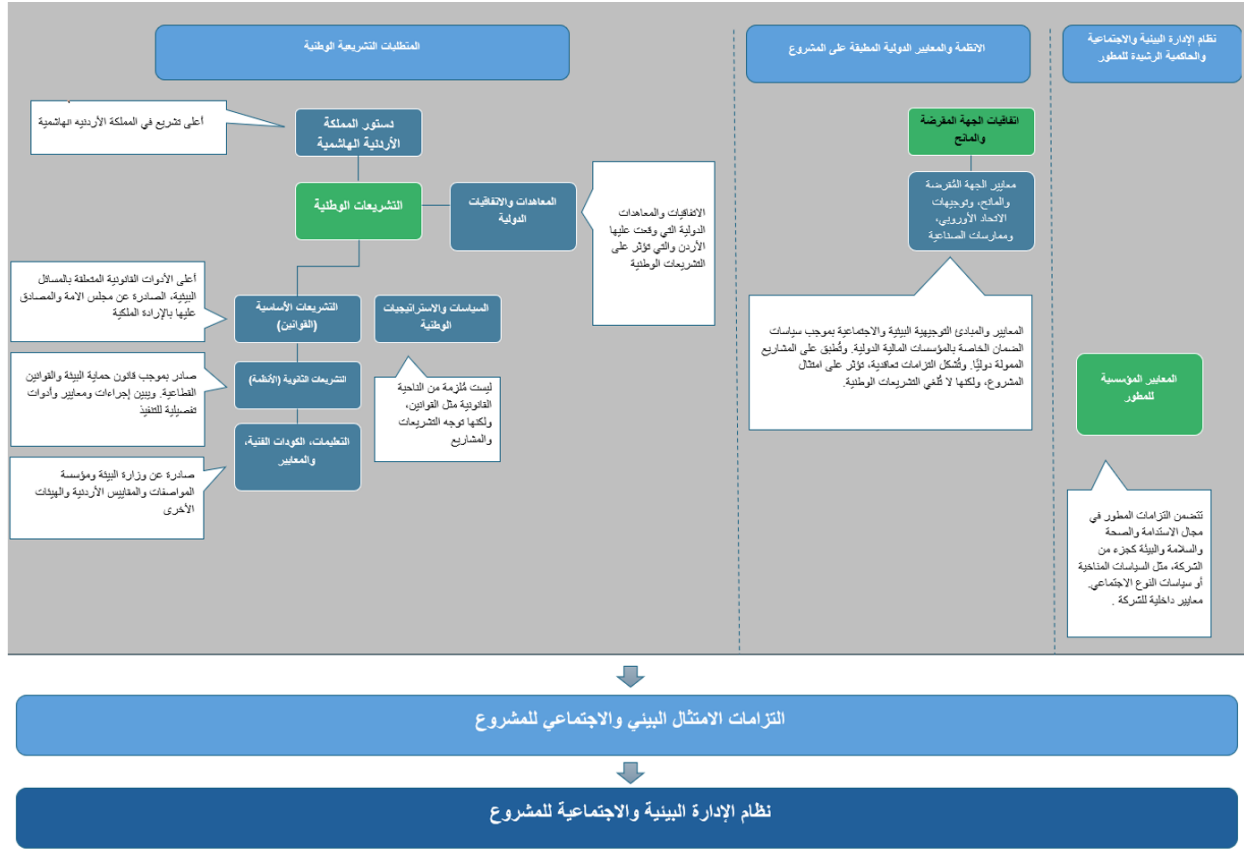 المتطلبات التشريعية الوطنية
الانظمة والمعايير الدولية المطبقة على المشروع
نظام الإدارة البيئية والاجتماعية
والحاكمية الرشيدة للمطور
أعلى تشريع في المملكة الأردنيه الهاشمية
دستور المملكة
الأردنية الهاشمية
التشريعات الوطنية
المعاهدات والاتفاقيات
الدولية
الاتفاقيات والمعاهدات
الدولية التي وقعت عليها
الأردن والتي تؤثر على
التشريعات الوطنية
أعلى الأدوات القانونية المتعلقة بالمسائل
البيئية، الصادرة عن مجلس الامة والمصادق
عليها بالإرادة الملكية
التشريعات الأساسية
(القوانين)
السياسات والاستراتيجيات
الوطنية
صادر بموجب قانون حماية البيئة والقوانين
القطاعية. ويبين إجراءات ومعايير وأدوات
تفصيلية للتنفيذ
التشريعات الثانوية (الأنظمة)
ليست مُلزمة من الناحية
القانونية مثل القوانين،
ولكنها توجه التشريعات
والمشاريع
التعليمات، الكودات الفنية،
والمعايير
صادرة عن وزارة البيئة ومؤسسة
المواصفات والمقاييس الأردنية والهيئات
الأخرى
اتفاقيات الجهة المقرضة
والمانح
معايير الجهة المُقرضة
والمانح، وتوجيهات
الاتحاد الأوروبي،
وممارسات الصناعية
المعايير والمبادئ التوجيهية البيئية والاجتماعية بموجب سياسات
الضمان الخاصة بالمؤسسات المالية الدولية. وتُطبق على المشاريع
الممولة دوليًا. وتُشكل التزامات تعاقدية، تؤثر على امتثال
المشروع، ولكنها لا تُلغي التشريعات الوطنية.
المعايير المؤسسية
للمطور
تتضمن التزامات المطور في
مجال الاستدامة والصحة
والسلامة والبيئة كجزء من
الشركة، مثل السياسات المناخية
أو سياسات النوع الاجتماعي.
معايير داخلية للشركة .
التزامات الامتثال البيئي والاجتماعي للمشروع
نظام الإدارة البيئية والاجتماعية للمشروع